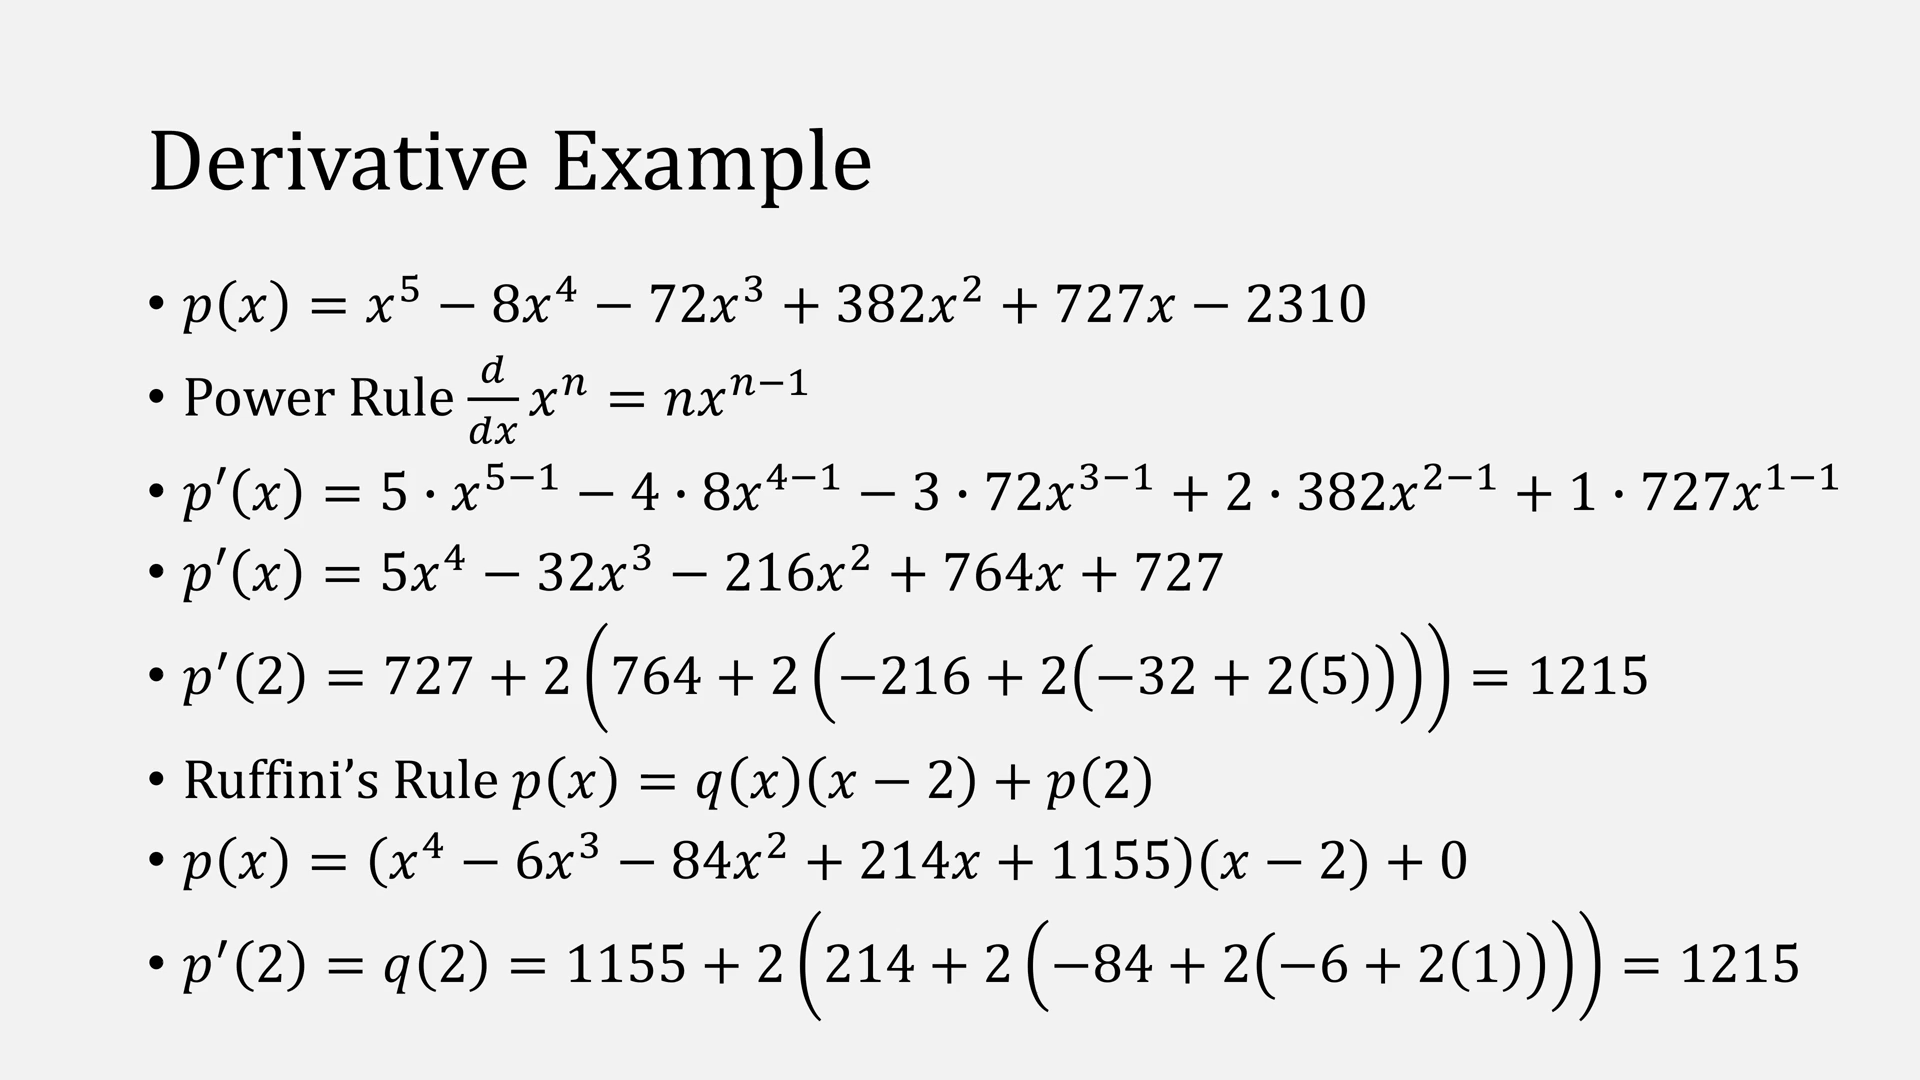 Derivative Example
• p(x) = x⁵ − 8x⁴ − 72x³ + 382x² + 727x − 2310
• Power Rule d/dx xⁿ = nxⁿ⁻¹
• p′(x) = 5 · x⁵⁻¹ − 4 · 8x⁴⁻¹ − 3 · 72x³⁻¹ + 2 · 382x²⁻¹ + 1 · 727x¹⁻¹
• p′(x) = 5x⁴ − 32x³ − 216x² + 764x + 727
• p′(2) = 727 + 2(764 + 2(−216 + 2(−32 + 2(5)))) = 1215
• Ruffini’s Rule p(x) = q(x)(x − 2) + p(2)
• p(x) = (x⁴ − 6x³ − 84x² + 214x + 1155)(x − 2) + 0
• p′(2) = q(2) = 1155 + 2(214 + 2(−84 + 2(−6 + 2(1)))) = 1215